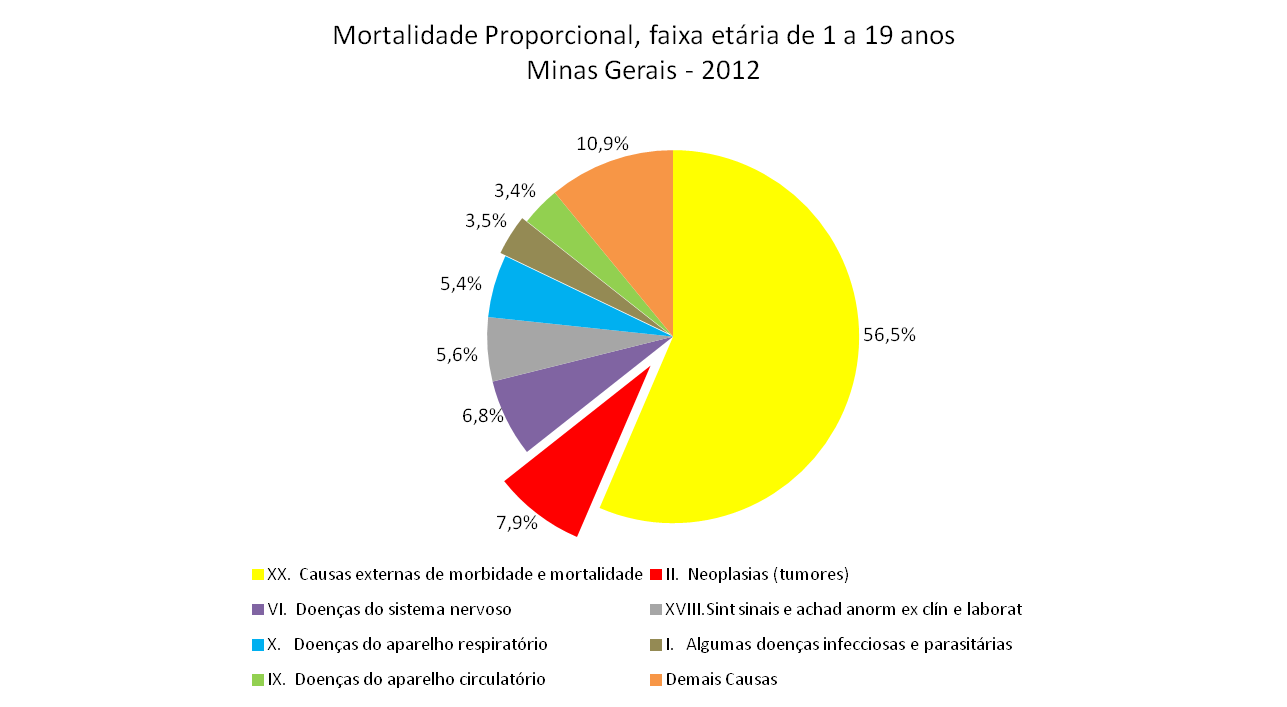 Mortalidade Proporcional, faixa etária de 1 a 19 anos
Minas Gerais - 2012
10,9%
3,4%
3,5%
5,4%
56,5%
5,6%
6,8%
7,9%
XX. Causas externas de morbidade e mortalidade
II. Neoplasias (tumores)
VI. Doenças do sistema nervoso
XVIII.Sint sinais e achad anorm ex clín e laborat
X. Doenças do aparelho respiratório
I. Algumas doenças infecciosas e parasitárias
IX. Doenças do aparelho circulatório
Demais Causas